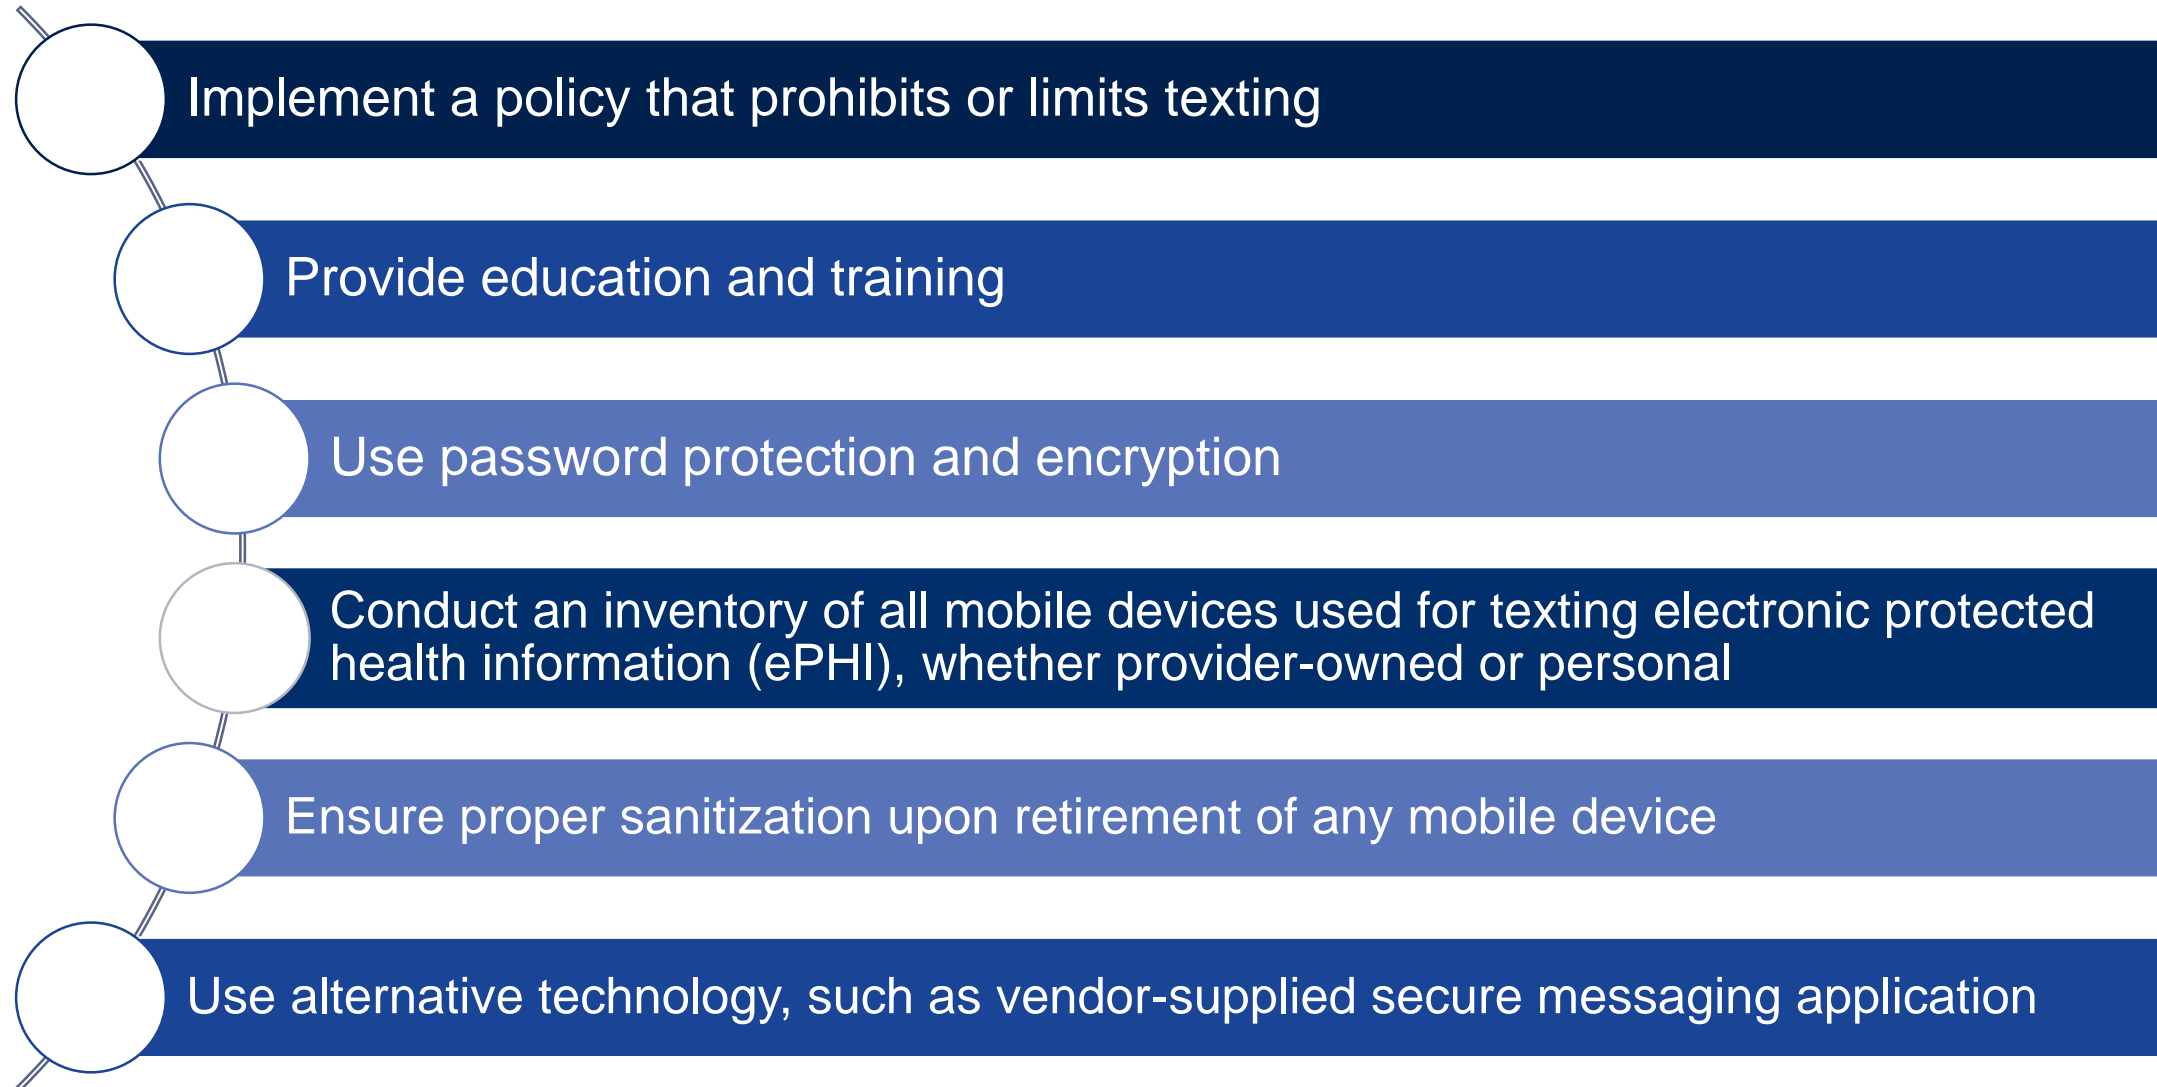 Implement a policy that prohibits or limits texting
Provide education and training
Use password protection and encryption
Conduct an inventory of all mobile devices used for texting electronic protected
health information (ePHI), whether provider-owned or personal
Ensure proper sanitization upon retirement of any mobile device
Use alternative technology, such as vendor-supplied secure messaging application